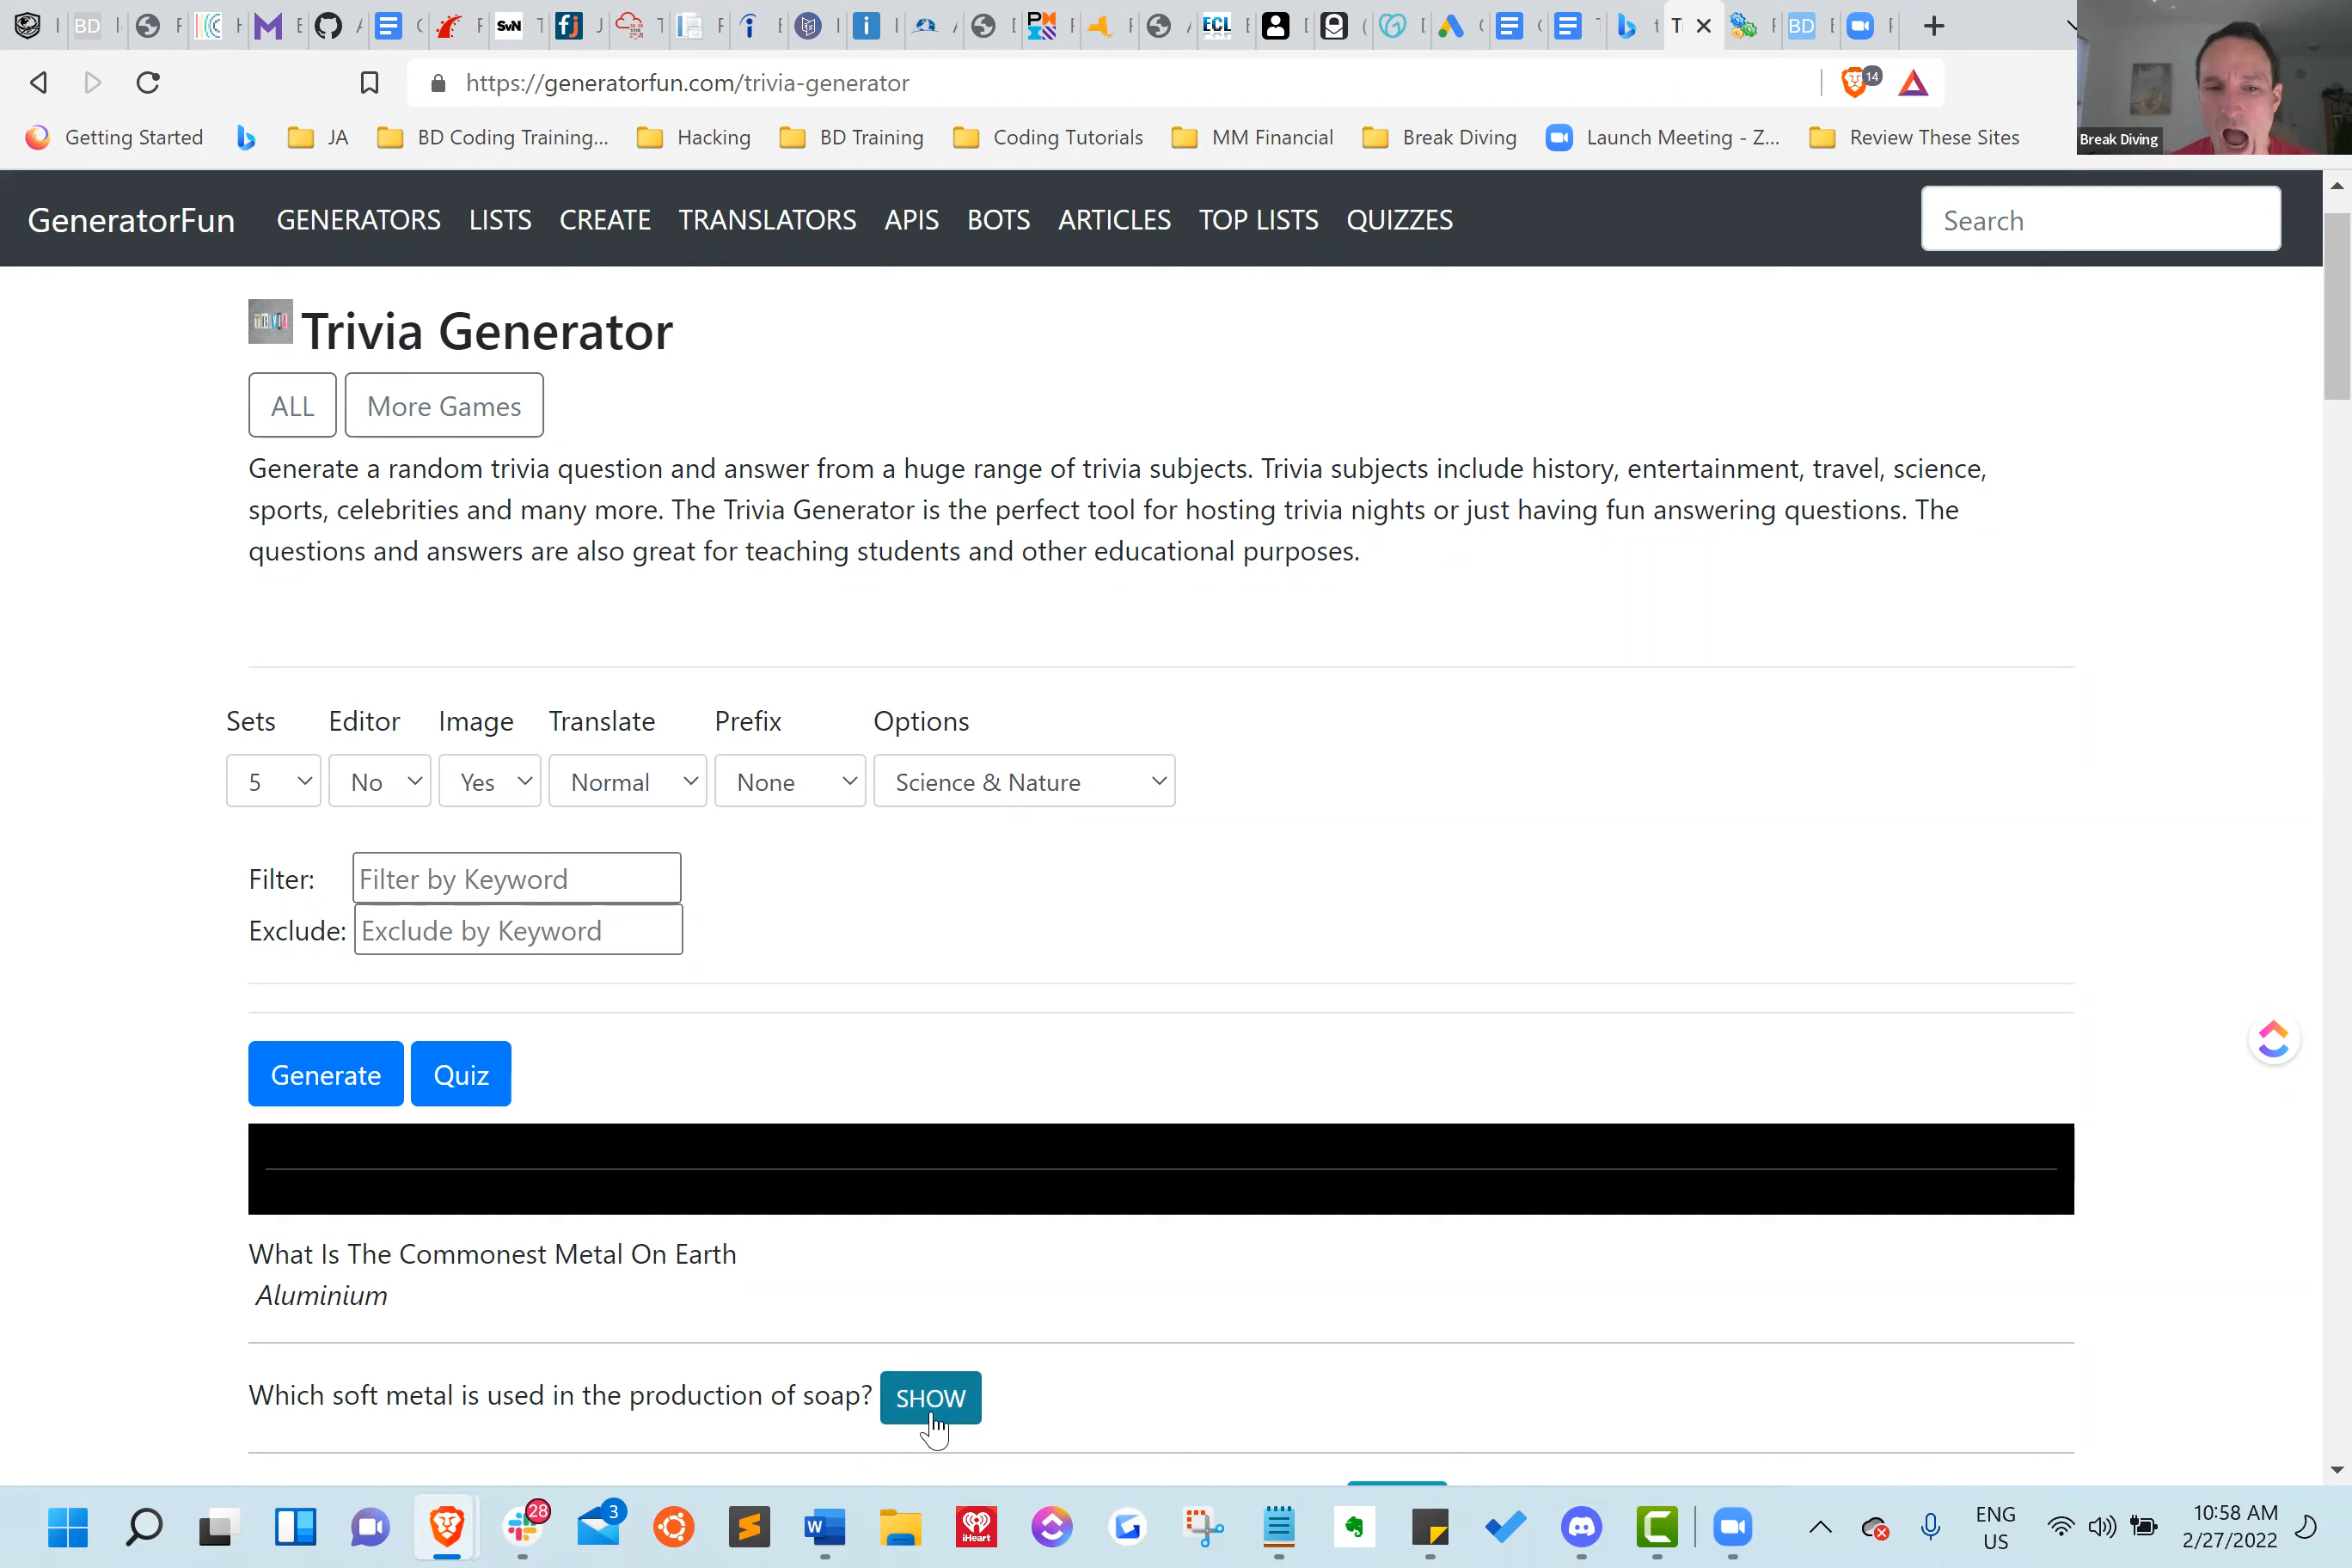 https://generatorfun.com/trivia-generator
14
Getting Started JA BD Coding Training... Hacking BD Training Coding Tutorials MM Financial Break Diving Launch Meeting - Z... Review These Sites
Break Diving
GeneratorFun GENERATORS LISTS CREATE TRANSLATORS APIS BOTS ARTICLES TOP LISTS QUIZZES Search
Trivia Generator
ALL More Games
Generate a random trivia question and answer from a huge range of trivia subjects. Trivia subjects include history, entertainment, travel, science,
sports, celebrities and many more. The Trivia Generator is the perfect tool for hosting trivia nights or just having fun answering questions. The
questions and answers are also great for teaching students and other educational purposes.
Sets Editor Image Translate Prefix Options
5 No Yes Normal None Science & Nature
Filter: Filter by Keyword
Exclude: Exclude by Keyword
Generate Quiz
What Is The Commonest Metal On Earth
Aluminium
Which soft metal is used in the production of soap? SHOW
28 3 iHeart ENG
US
10:58 AM
2/27/2022